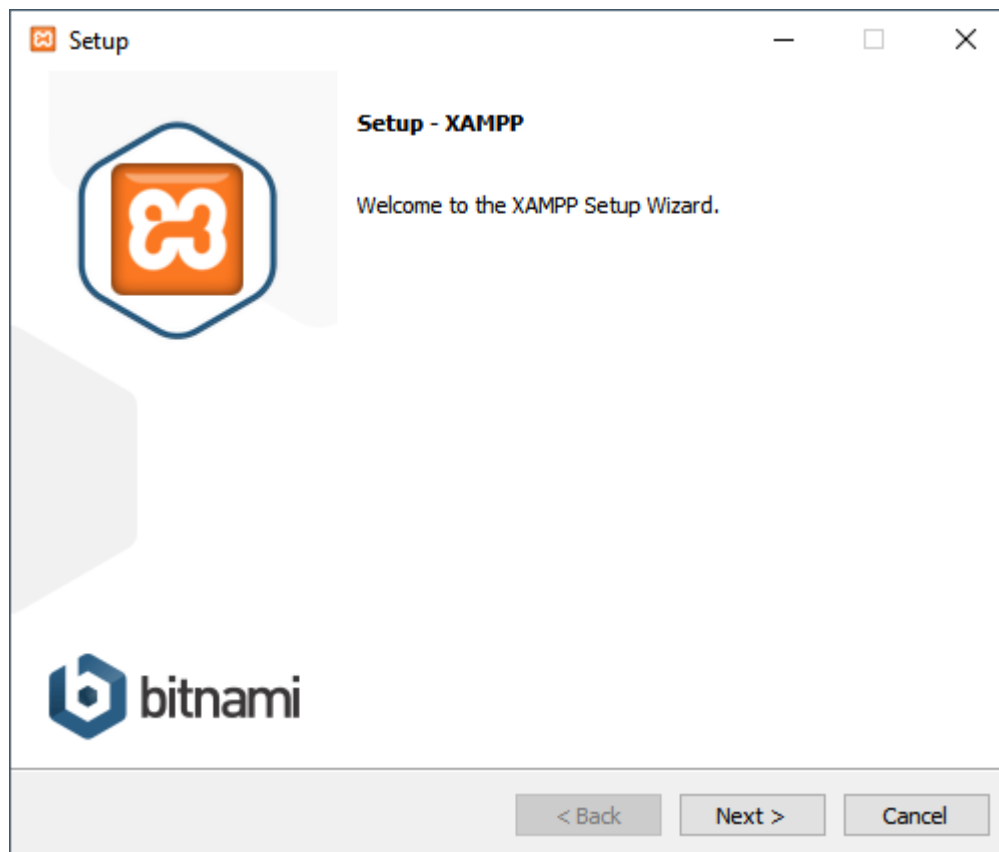 Setup
Setup - XAMPP
Welcome to the XAMPP Setup Wizard.
bitnami
< Back
Next >
Cancel